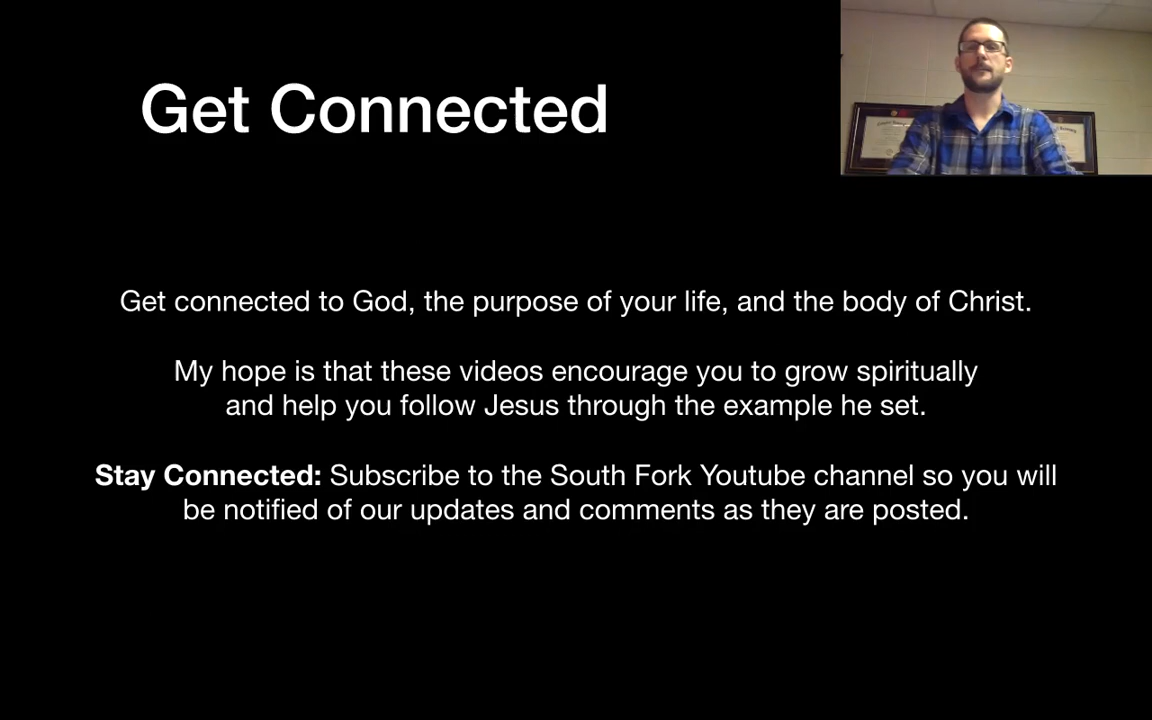 Get Connected
Get connected to God, the purpose of your life, and the body of Christ.
My hope is that these videos encourage you to grow spiritually
and help you follow Jesus through the example he set.
Stay Connected: Subscribe to the South Fork Youtube channel so you will
be notified of our updates and comments as they are posted.